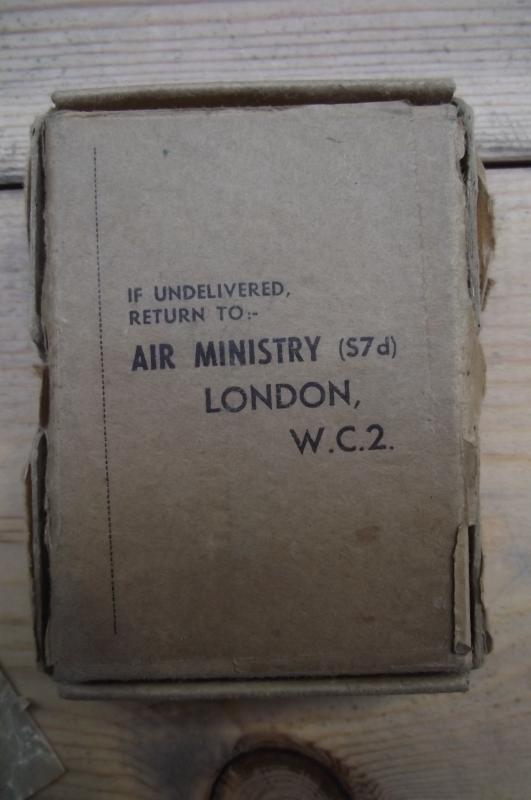 IF UNDELIVERED,
RETURN TO:-
AIR MINISTRY (S7d)
LONDON,
W.C.2.